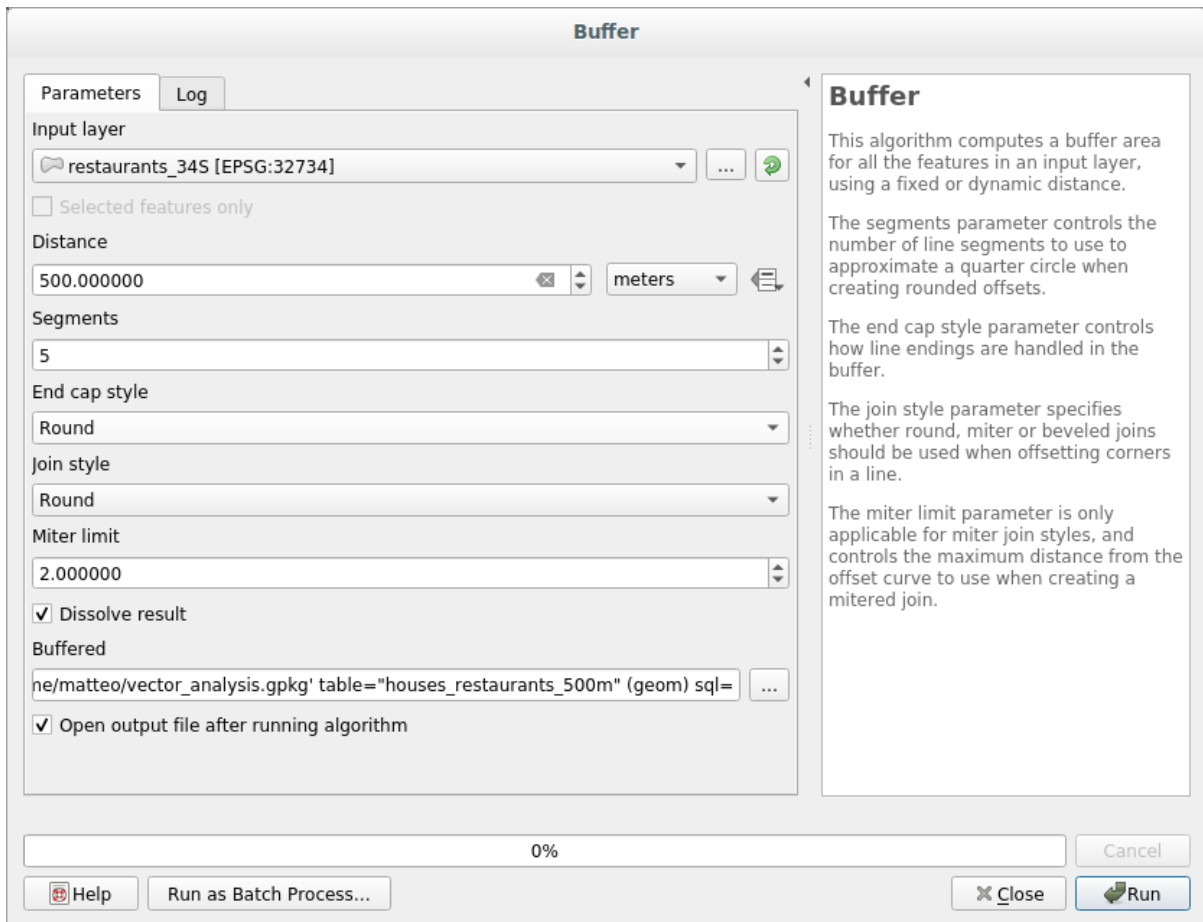 Buffer
Parameters
Log
Input layer
restaurants_34S [EPSG:32734]
...
Selected features only
Distance
500.000000
meters
Segments
5
End cap style
Round
Join style
Round
Miter limit
2.000000
Dissolve result
Buffered
ne/matteo/vector_analysis.gpkg' table="houses_restaurants_500m" (geom) sql=
...
Open output file after running algorithm
Buffer
This algorithm computes a buffer area
for all the features in an input layer,
using a fixed or dynamic distance.
The segments parameter controls the
number of line segments to use to
approximate a quarter circle when
creating rounded offsets.
The end cap style parameter controls
how line endings are handled in the
buffer.
The join style parameter specifies
whether round, miter or beveled joins
should be used when offsetting corners
in a line.
The miter limit parameter is only
applicable for miter join styles, and
controls the maximum distance from the
offset curve to use when creating a
mitered join.
0%
Cancel
Help
Run as Batch Process...
Close
Run